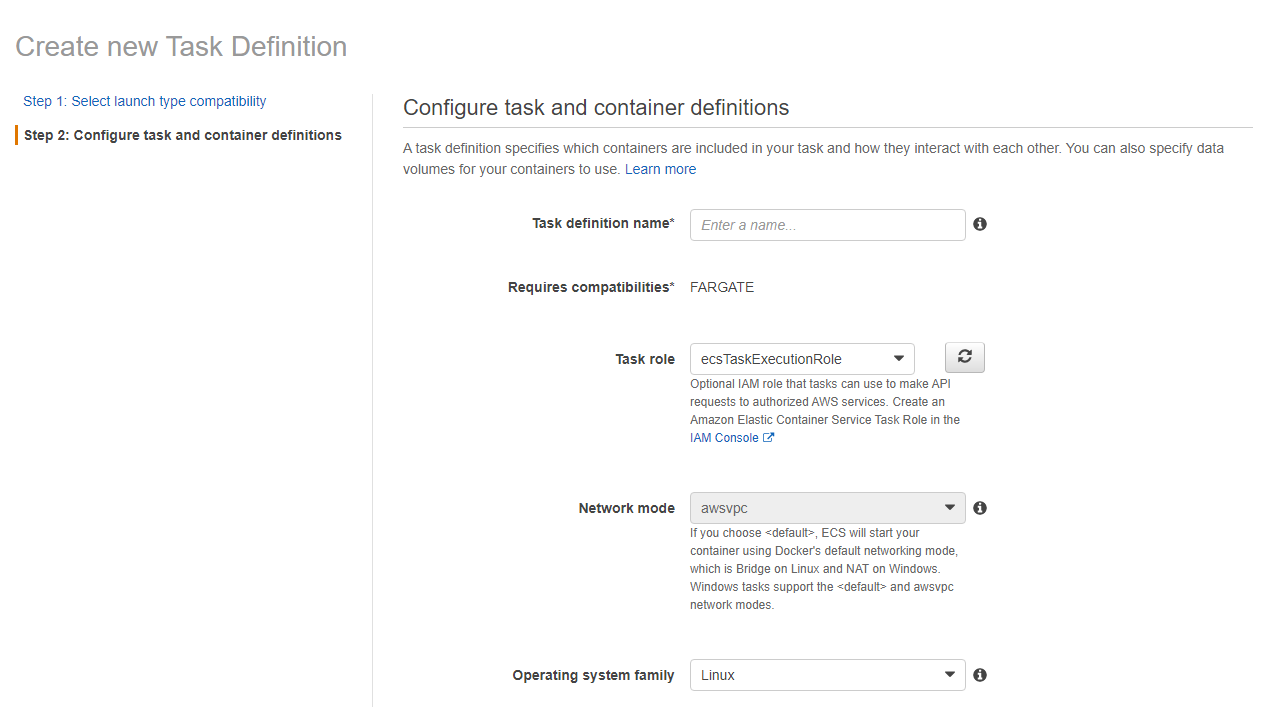 Create new Task Definition
Step 1: Select launch type compatibility
Step 2: Configure task and container definitions
Configure task and container definitions
A task definition specifies which containers are included in your task and how they interact with each other. You can also specify data
volumes for your containers to use. Learn more
Task definition name*
Enter a name...
Requires compatibilities*
FARGATE
Task role
ecsTaskExecutionRole
Optional IAM role that tasks can use to make API
requests to authorized AWS services. Create an
Amazon Elastic Container Service Task Role in the
IAM Console
Network mode
awsvpc
If you choose <default>, ECS will start your
container using Docker's default networking mode,
which is Bridge on Linux and NAT on Windows.
Windows tasks support the <default> and awsvpc
network modes.
Operating system family
Linux